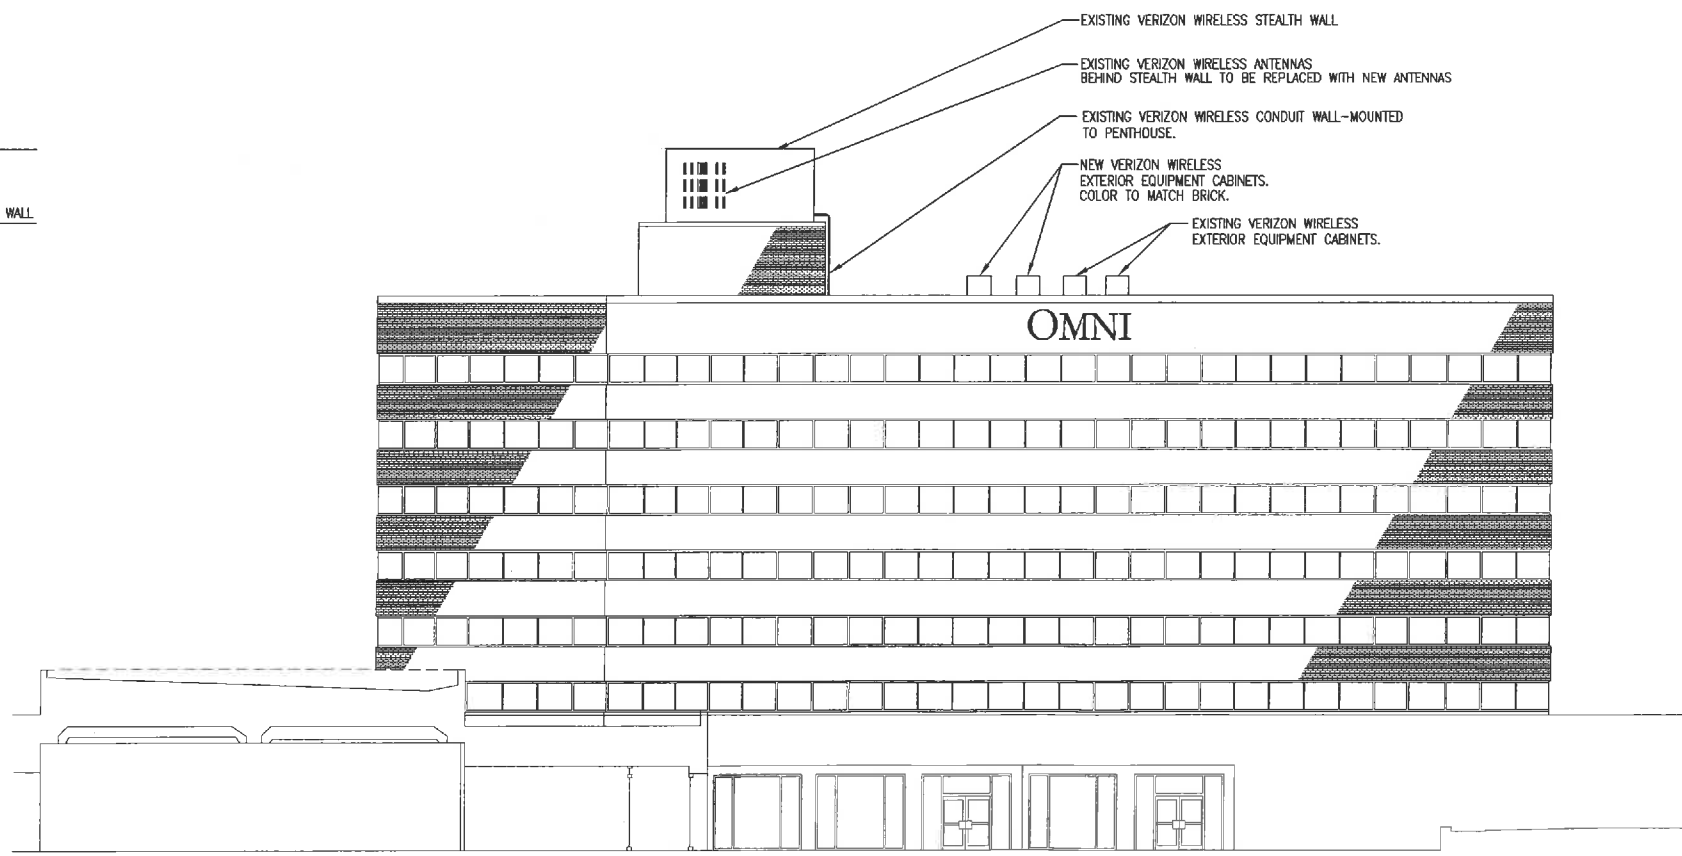 EXISTING VERIZON WIRELESS STEALTH WALL
EXISTING VERIZON WIRELESS ANTENNAS
BEHIND STEALTH WALL TO BE REPLACED WITH NEW ANTENNAS
EXISTING VERIZON WIRELESS CONDUIT WALL-MOUNTED
TO PENTHOUSE.
NEW VERIZON WIRELESS
EXTERIOR EQUIPMENT CABINETS.
COLOR TO MATCH BRICK.
WALL
EXISTING VERIZON WIRELESS
EXTERIOR EQUIPMENT CABINETS.
OMNI